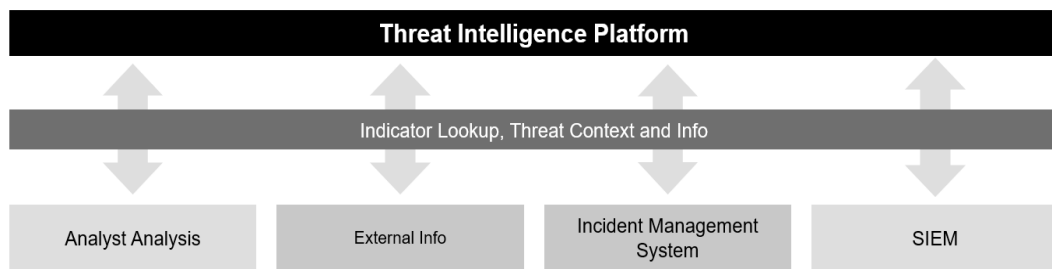 Threat Intelligence Platform
Indicator Lookup, Threat Context and Info
Analyst Analysis
External Info
Incident Management
System
SIEM